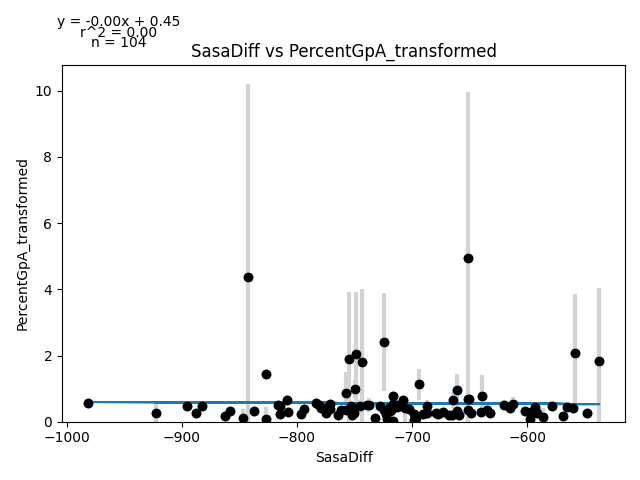 y = -0.00x + 0.45
r^2 = 0.00
n = 104
SasaDiff vs PercentGpA_transformed
PercentGpA_transformed
10
8
6
4
2
0
−1000
−900
−800
−700
−600
SasaDiff